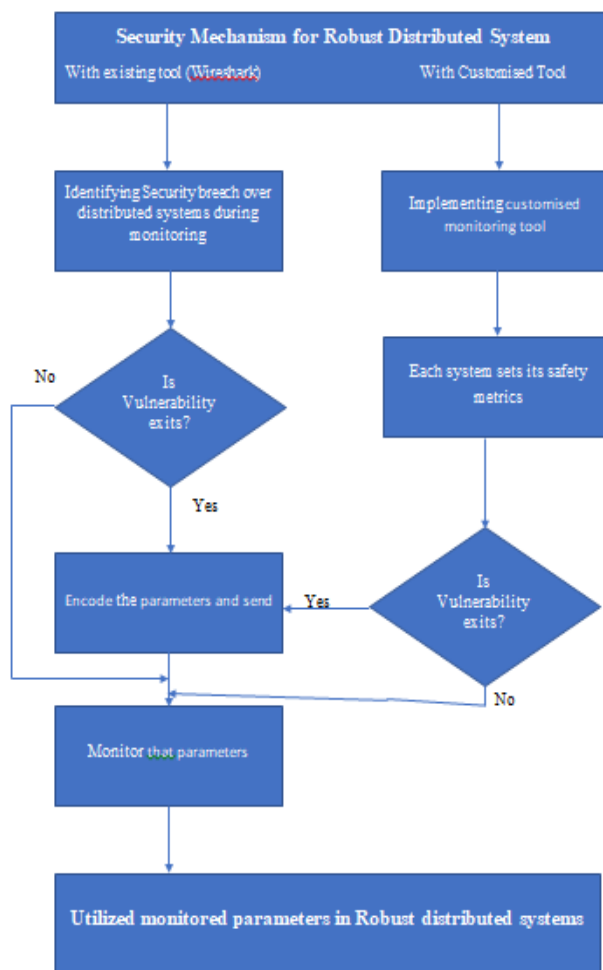 Security Mechanism for Robust Distributed System
With existing tool (Wireshark)
With Customised Tool
Identifying Security breach over
distributed systems during
monitoring
Implementing customised
monitoring tool
Each system sets its safety
metrics
No
Is
Vulnerability
exits?
Yes
Encode the parameters and send
Yes
Is
Vulnerability
exits?
No
Monitor that parameters
Utilized monitored parameters in Robust distributed systems